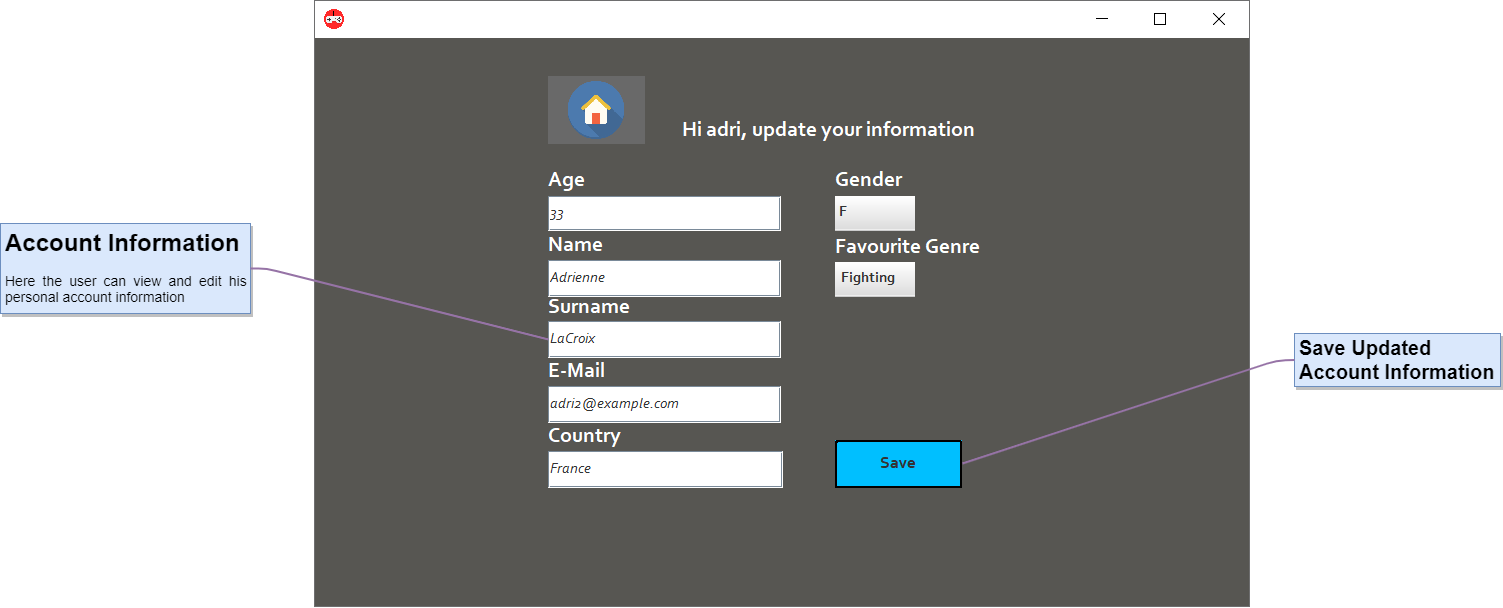 Hi adri, update your information
Age
33
Name
Adrienne
Surname
LaCroix
E-Mail
adri2@example.com
Country
France
Gender
F
Favourite Genre
Fighting
Save
Account Information
Here the user can view and edit his
personal account information
Save Updated
Account Information